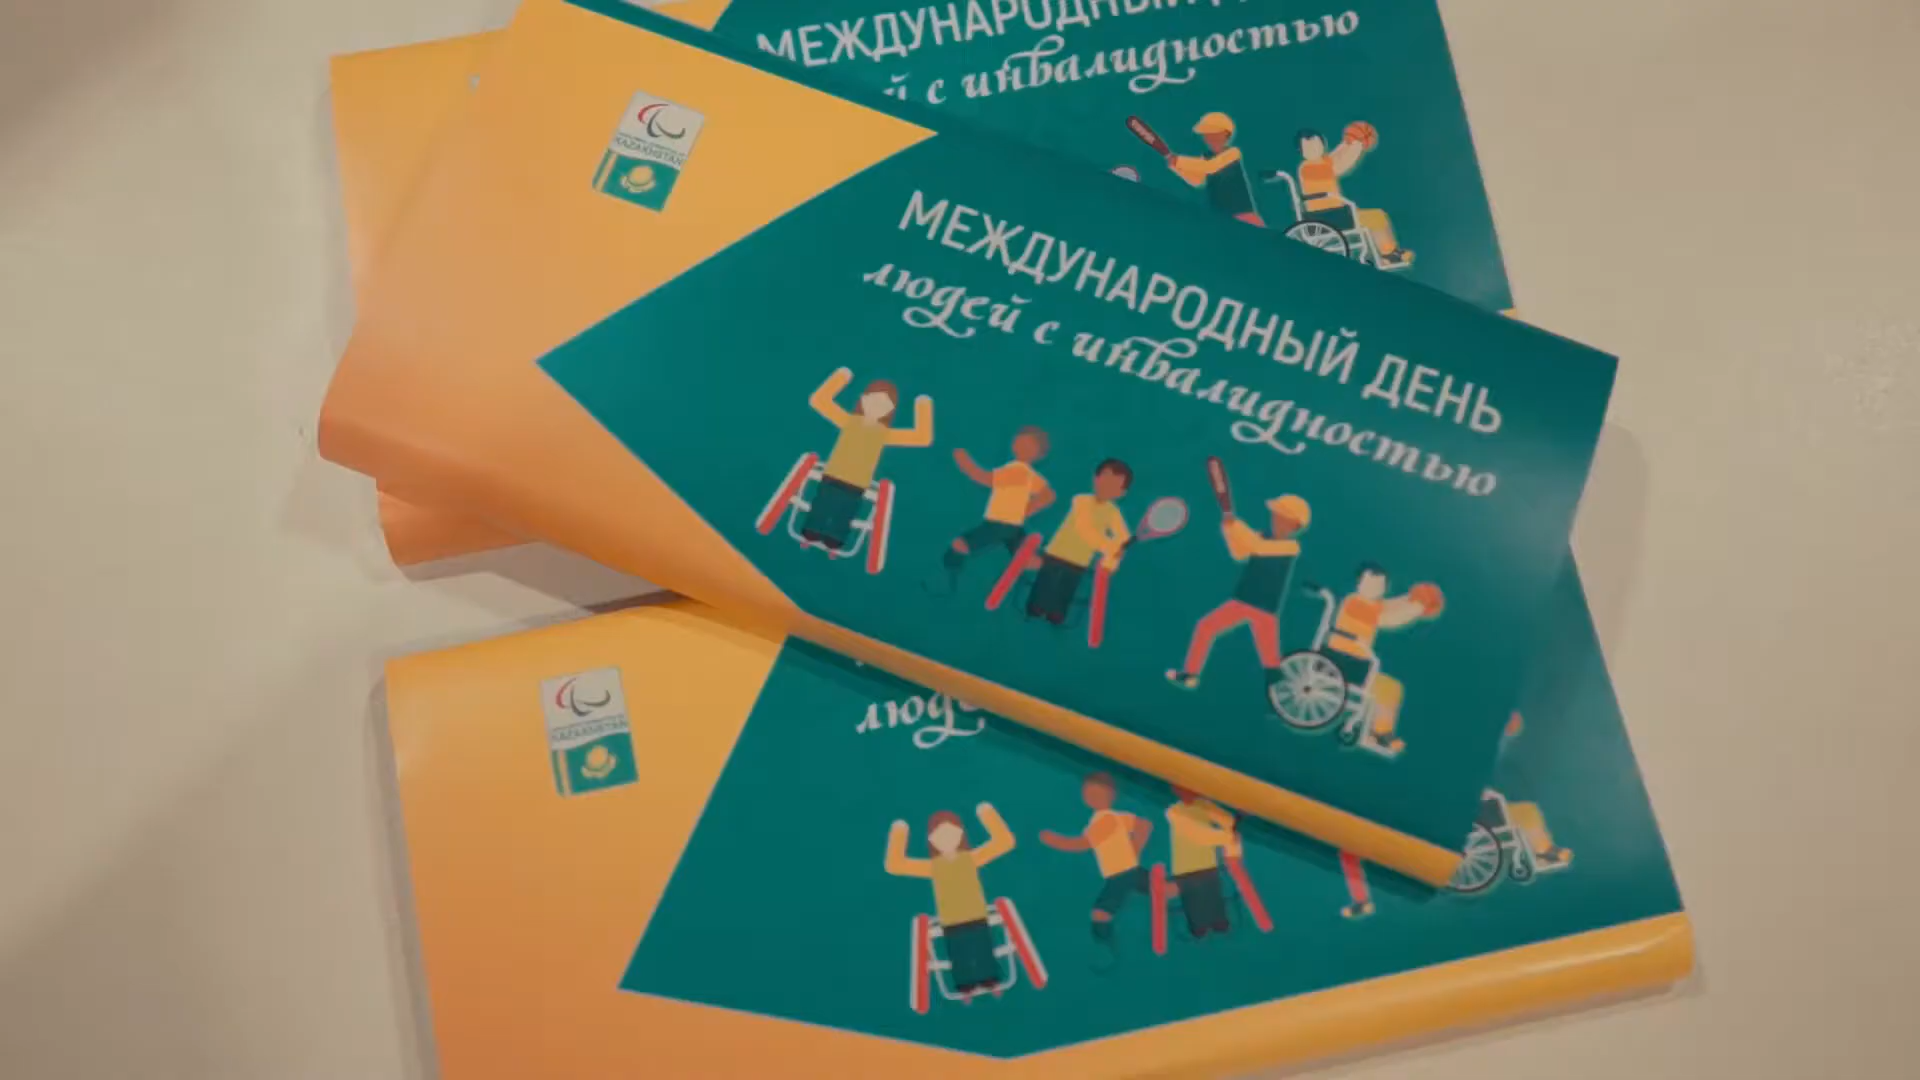 МЕЖДУНАРОДНЫЙ
й с инвалидностью
KAZAKHSTAN
МЕЖДУНАРОДНЫЙ ДЕНЬ
людей с инвалидностью
KAZAKHSTAN